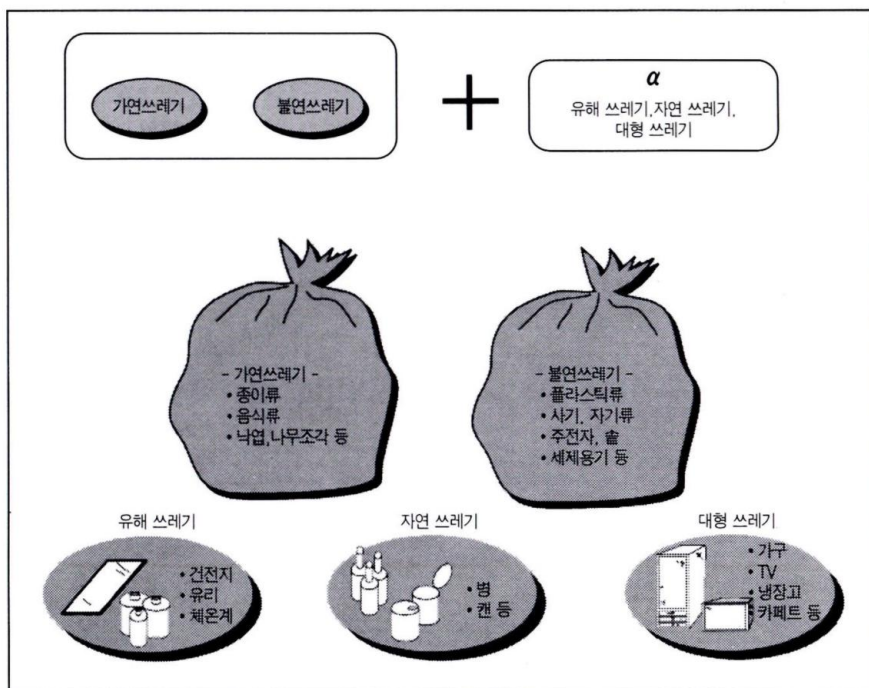 가연쓰레기
불연쓰레기
+
α
유해 쓰레기,자연 쓰레기,
대형 쓰레기
- 가연쓰레기 -
• 종이류
• 음식류
• 낙엽,나무조각 등
- 불연쓰레기 -
• 플라스틱류
• 사기, 자기류
• 주전자, 솥
• 세제용기 등
유해 쓰레기
• 건전지
• 유리
• 체온계
자연 쓰레기
• 병
• 캔 등
대형 쓰레기
• 가구
• TV
• 냉장고
• 카페트 등